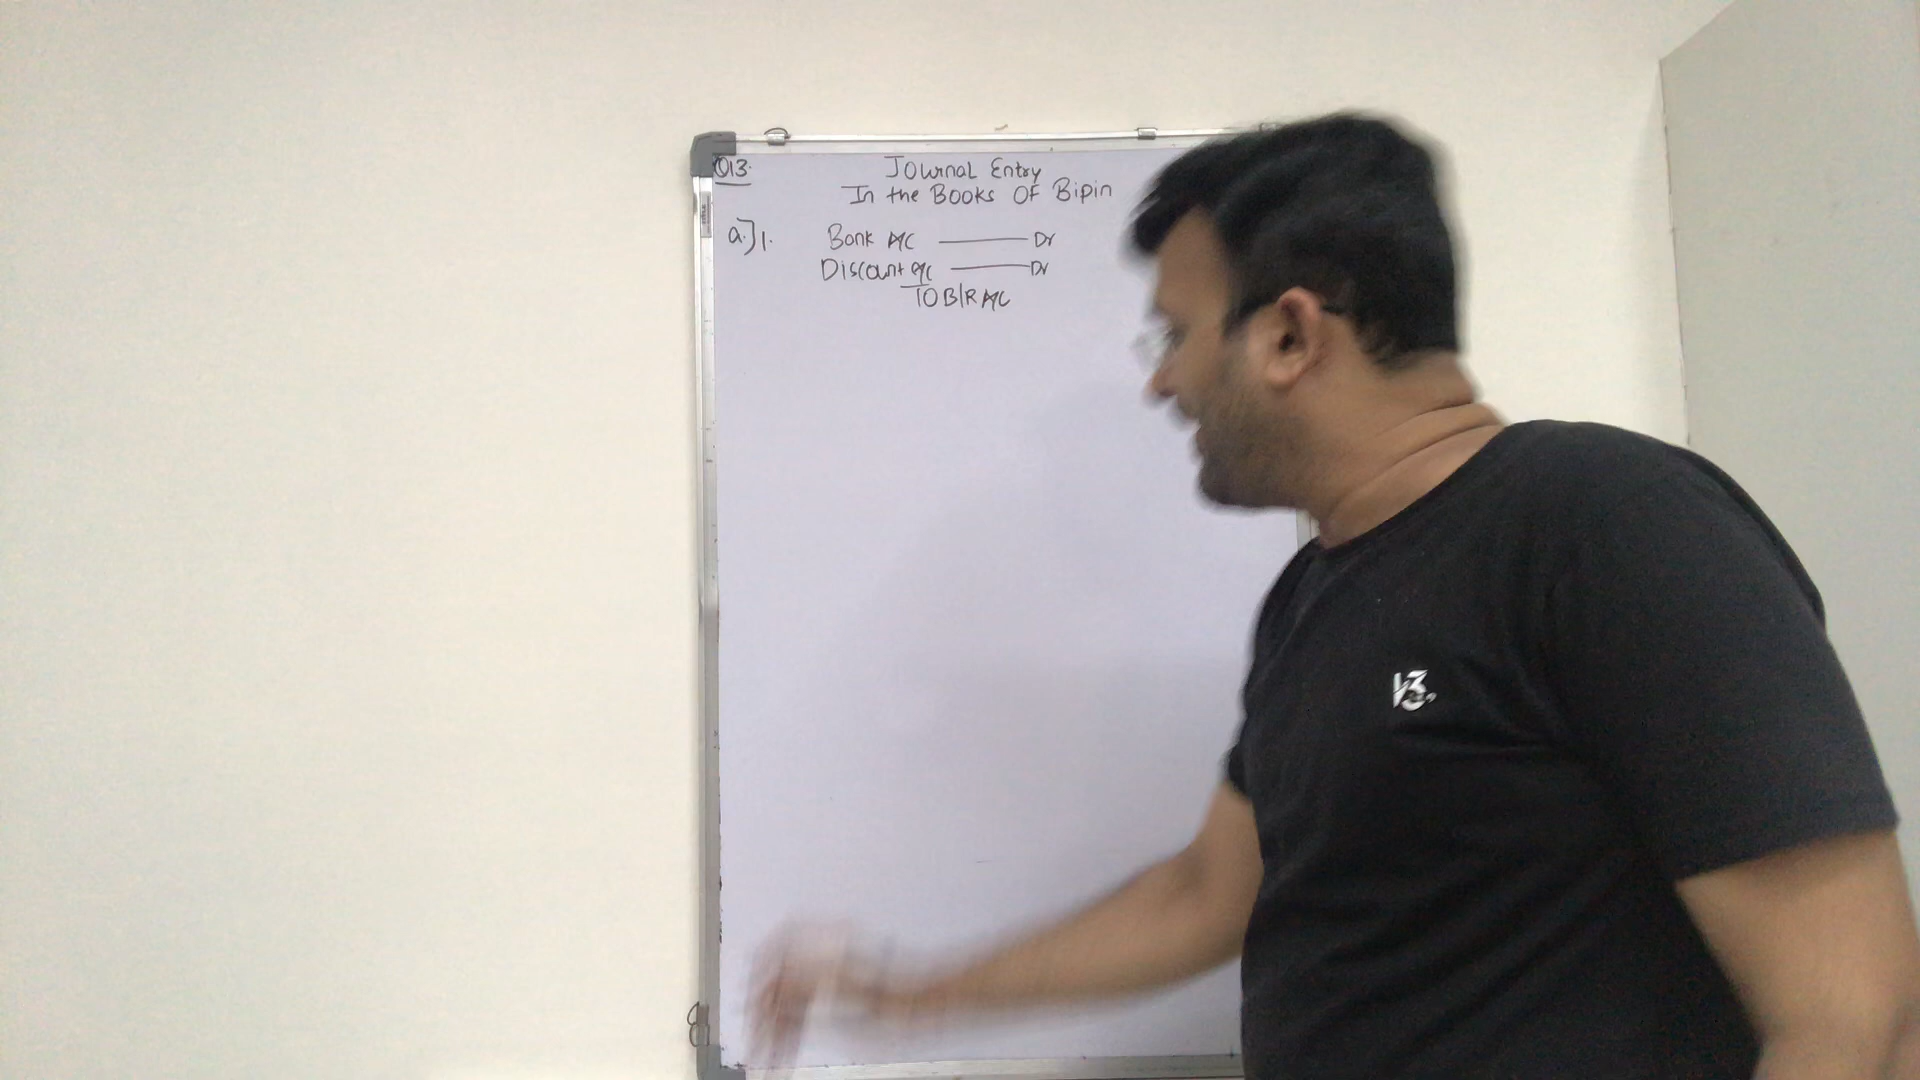 Q13.
Journal Entry
In the Books Of Bipin
a.] 1. Bank A/C ——— Dr
Discount A/C ——— Dr
TO B/R A/C
V3